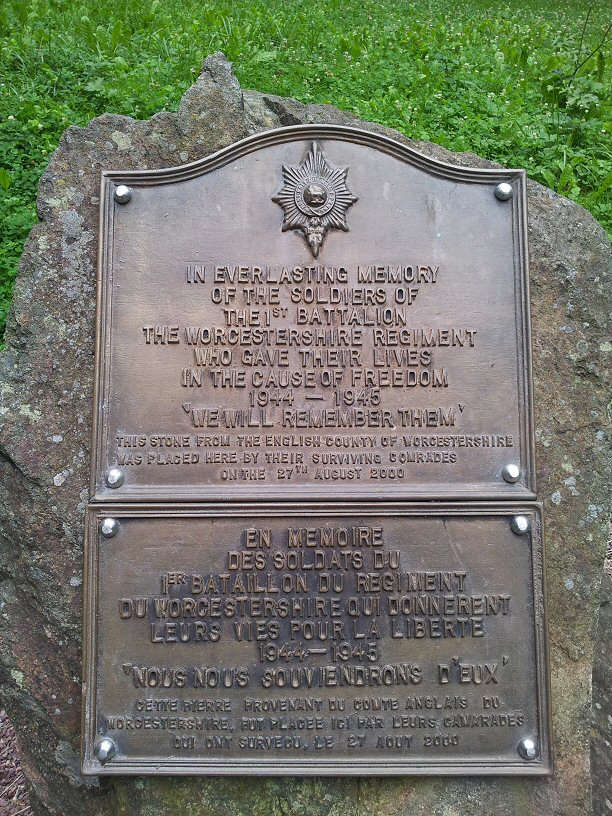 IN EVERLASTING MEMORY
OF THE SOLDIERS OF
THE 1ST BATTALION
THE WORCESTERSHIRE REGIMENT
WHO GAVE THEIR LIVES
IN THE CAUSE OF FREEDOM
1944 — 1945
"WE WILL REMEMBER THEM"
THIS STONE FROM THE ENGLISH COUNTY OF WORCESTERSHIRE
WAS PLACED HERE BY THEIR SURVIVING COMRADES
ON THE 27TH AUGUST 2000
EN MEMOIRE
DES SOLDATS DU
1ER BATAILLON DU REGIMENT
DU WORCESTERSHIRE QUI DONNERENT
LEURS VIES POUR LA LIBERTE
1944—1945
"NOUS NOUS SOUVIENDRONS D'EUX"
CETTE PIERRE PROVENANT DU COMTE ANGLAIS DU
WORCESTERSHIRE, FUT PLACEE ICI PAR LEURS CAMARADES
QUI ONT SURVECU, LE 27 AOUT 2000